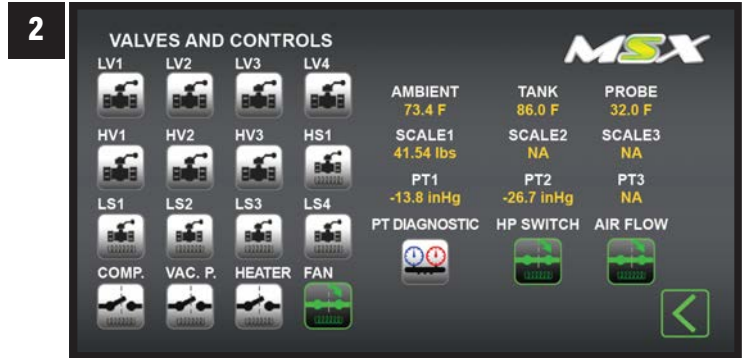 2
VALVES AND CONTROLS
MSX
LV1 LV2 LV3 LV4
AMBIENT TANK PROBE
73.4 F 86.0 F 32.0 F
HV1 HV2 HV3 HS1
SCALE1 SCALE2 SCALE3
41.54 lbs NA NA
PT1 PT2 PT3
-13.8 inHg -26.7 inHg NA
LS1 LS2 LS3 LS4
PT DIAGNOSTIC HP SWITCH AIR FLOW
COMP. VAC. P. HEATER FAN